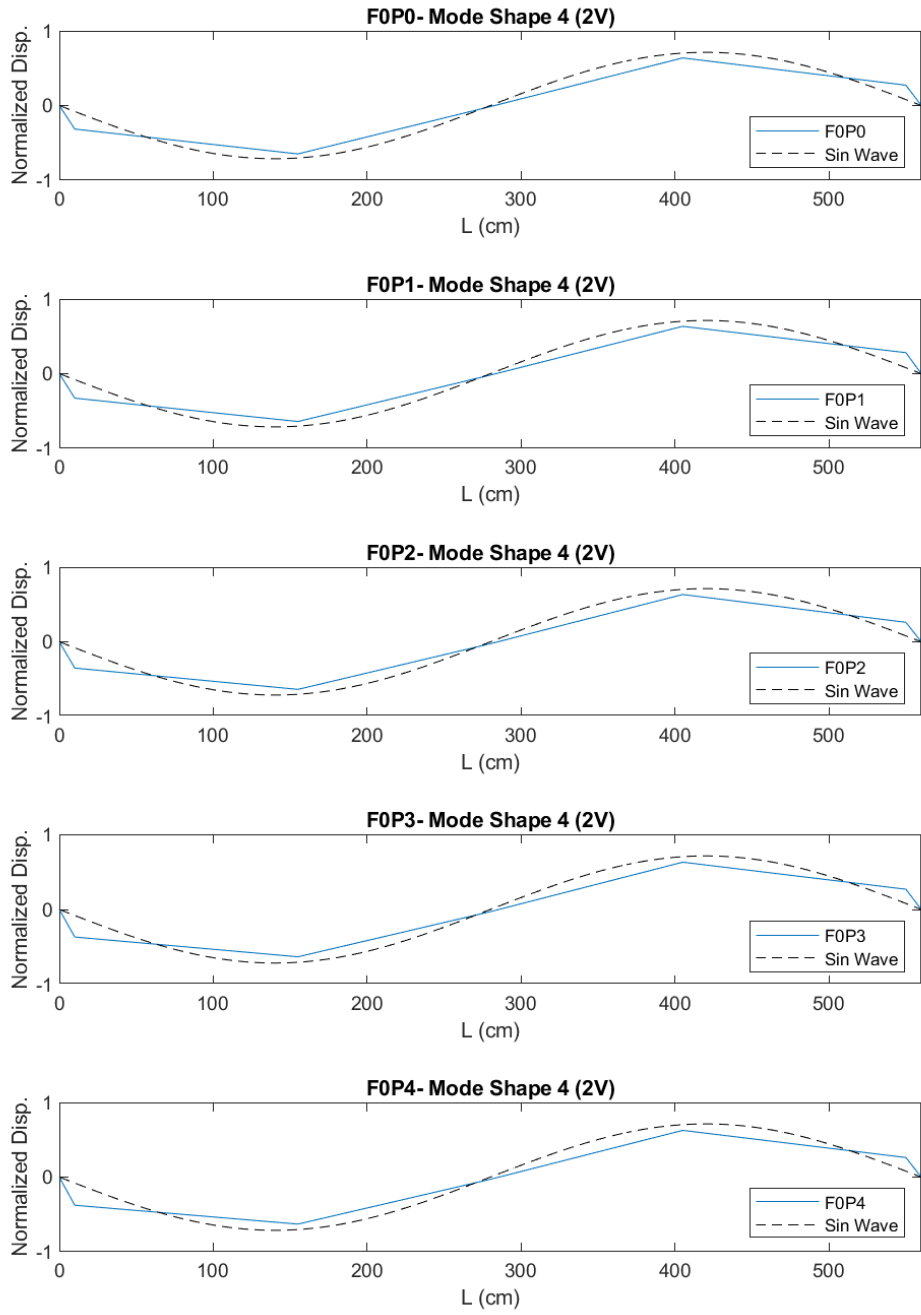 F0P0- Mode Shape 4 (2V)
Normalized Disp.
1
0
-1
F0P0
Sin Wave
0 100 200 300 400 500
L (cm)
F0P1- Mode Shape 4 (2V)
Normalized Disp.
1
0
-1
F0P1
Sin Wave
0 100 200 300 400 500
L (cm)
F0P2- Mode Shape 4 (2V)
Normalized Disp.
1
0
-1
F0P2
Sin Wave
0 100 200 300 400 500
L (cm)
F0P3- Mode Shape 4 (2V)
Normalized Disp.
1
0
-1
F0P3
Sin Wave
0 100 200 300 400 500
L (cm)
F0P4- Mode Shape 4 (2V)
Normalized Disp.
1
0
-1
F0P4
Sin Wave
0 100 200 300 400 500
L (cm)